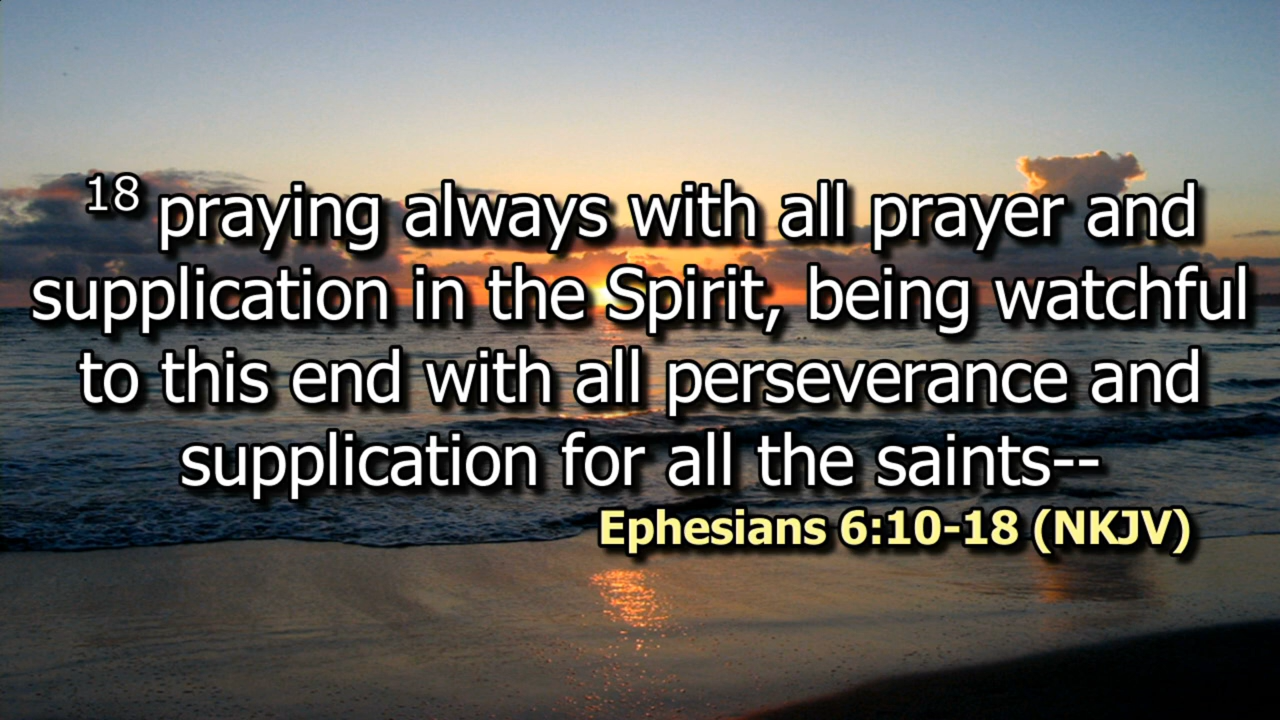 18 praying always with all prayer and
supplication in the Spirit, being watchful
to this end with all perseverance and
supplication for all the saints--
Ephesians 6:10-18 (NKJV)